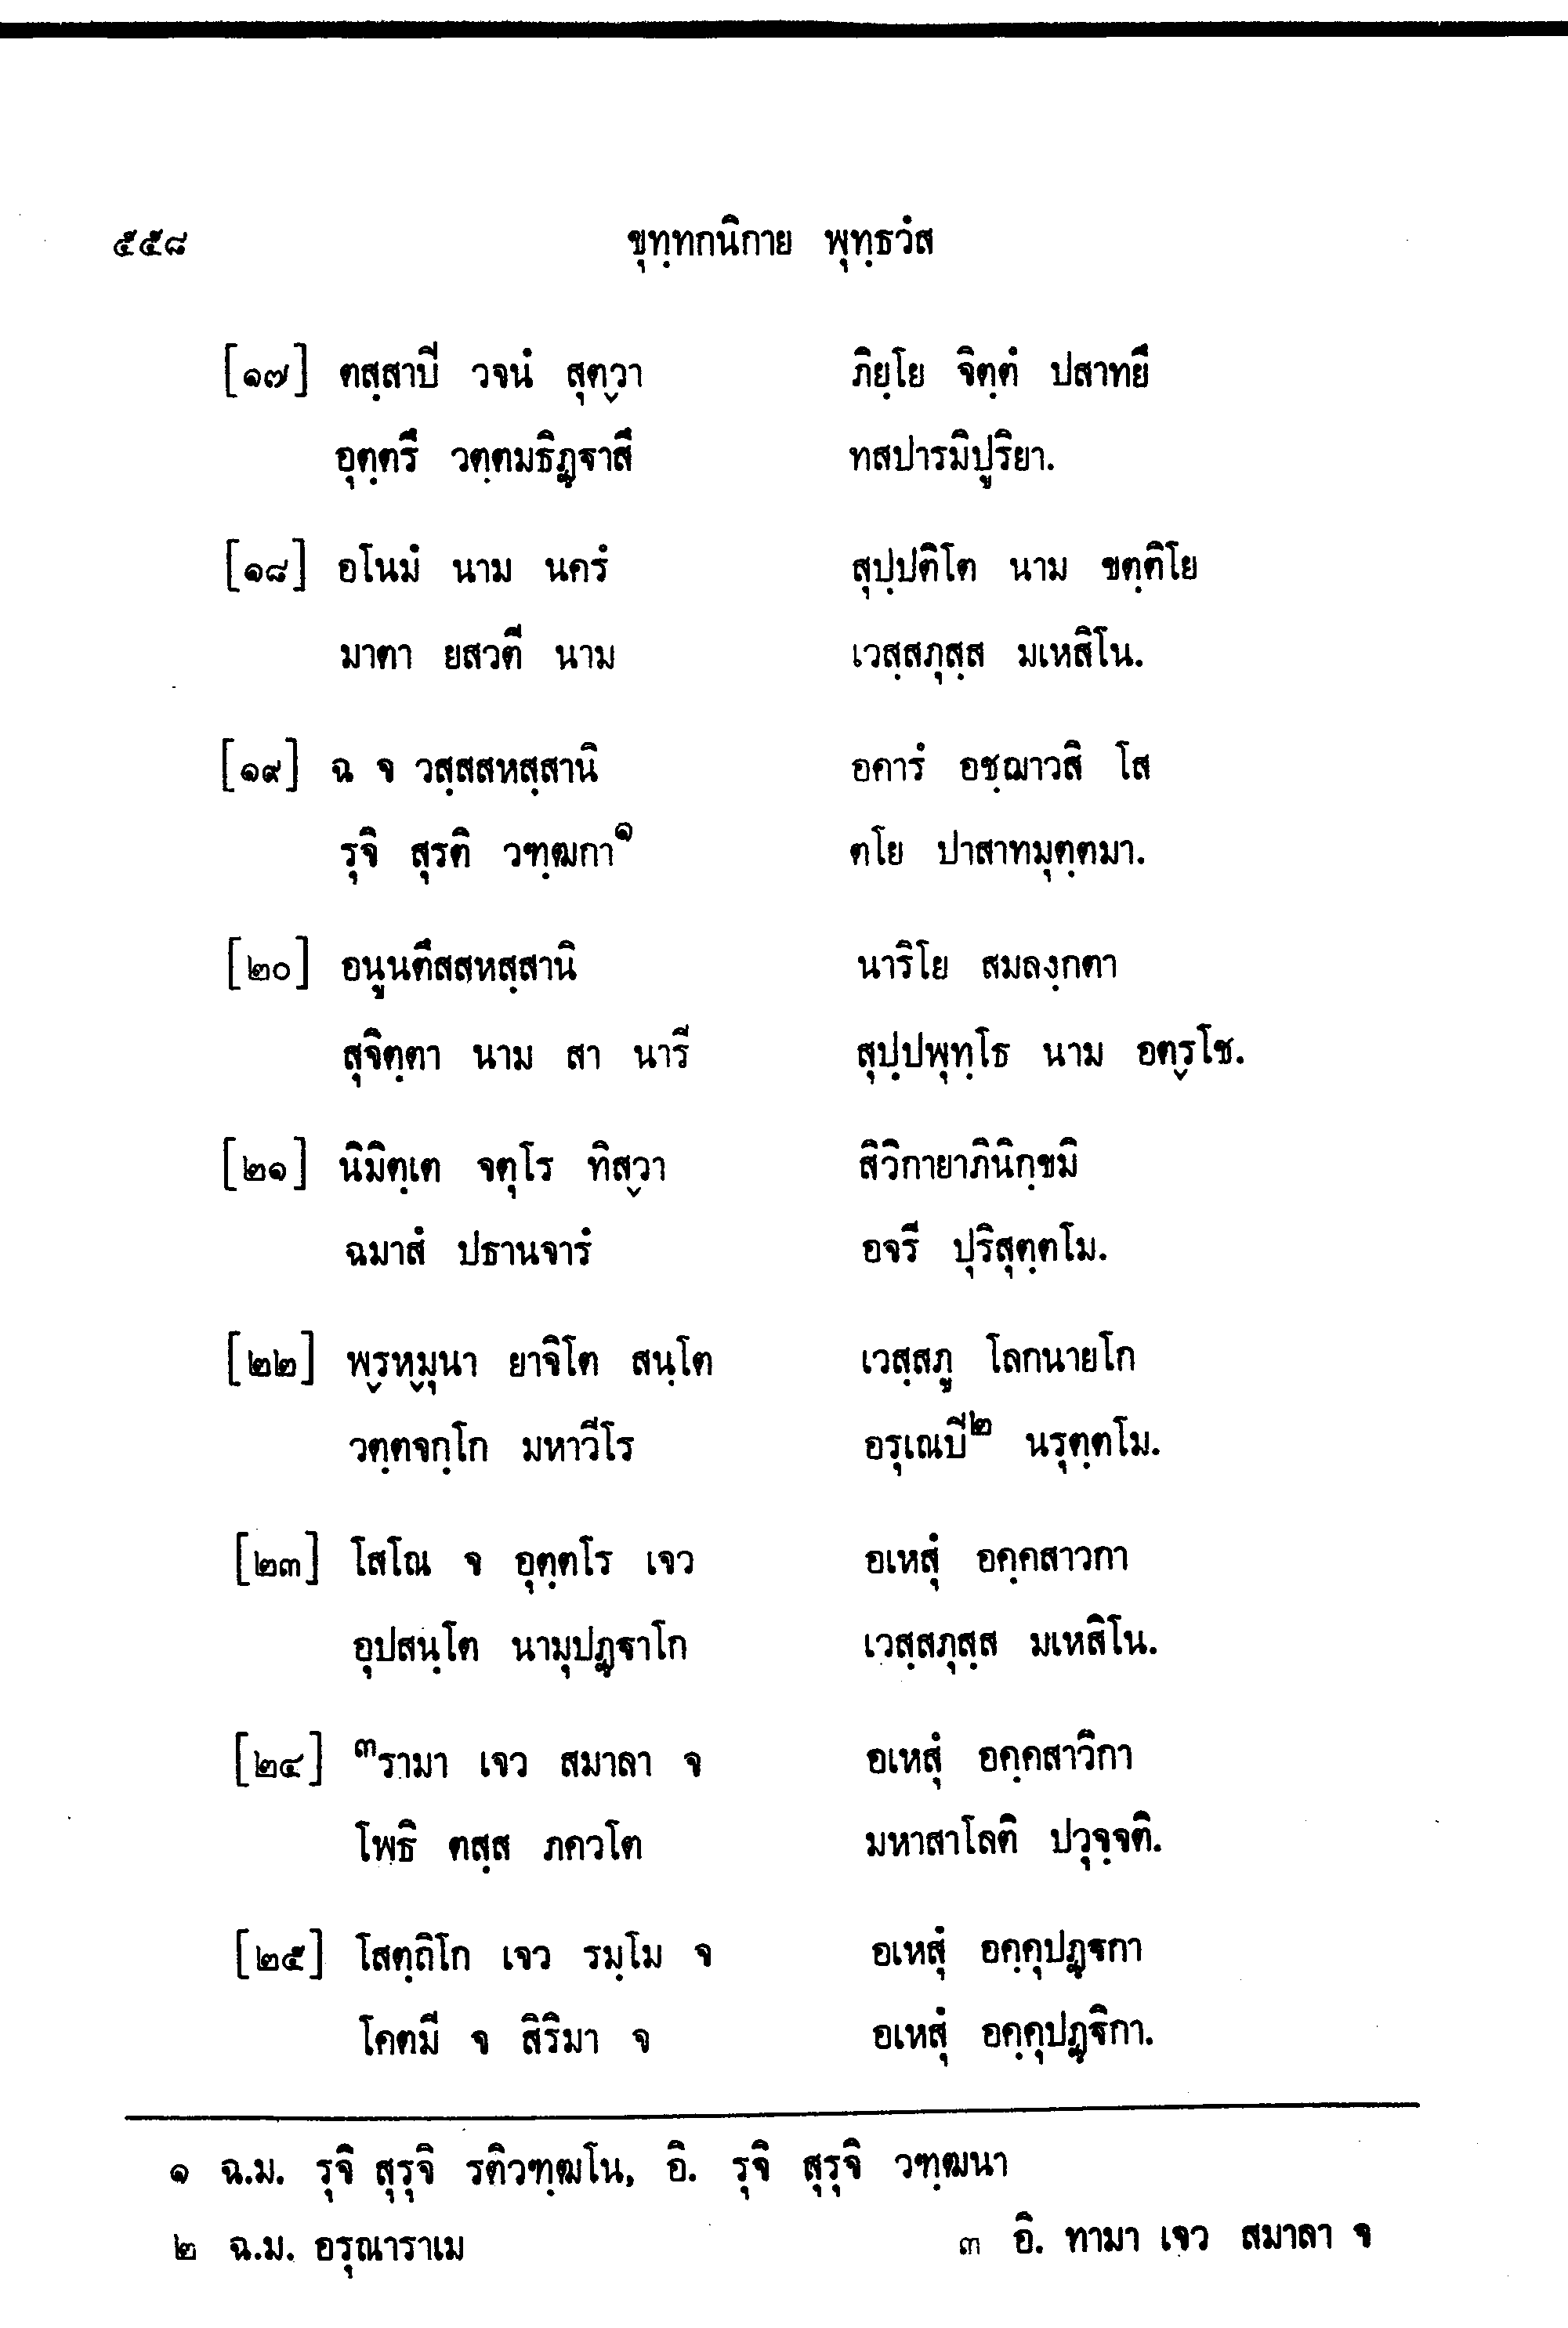 ๕๕๘ ขุทฺทกนิกาย พุทฺธวํส
[๑๗] ตสฺสาปิ วจนํ สุตฺวา ภิยฺโย จิตฺตํ ปสาทยึ
อุตฺตรึ วตฺตมธิฏฺฐาสึ ทสปารมิปูริยา.
[๑๘] อโนมํ นาม นครํ สุปฺปติโต นาม ขตฺติโย
มาตา ยสวตี นาม เวสฺสภุสฺส มเหสิโน.
[๑๙] ฉ จ วสฺสสหสฺสานิ อคารํ อชฺฌาวสิ โส
รุจิ สุรติ วฑฺฒกา๑ ตโย ปาสาทมุตฺตมา.
[๒๐] อนูนตึสสหสฺสานิ นาริโย สมลงฺกตา
สุจิตฺตา นาม สา นารี สุปฺปพุทฺโธ นาม อตฺรโช.
[๒๑] นิมิตฺเต จตุโร ทิสฺวา สิวิกายาภินิกฺขมิ
ฉมาสํ ปธานจารํ อจรี ปุริสุตฺตโม.
[๒๒] พฺรหฺมุนา ยาจิโต สนฺโต เวสฺสภู โลกนายโก
วตฺตจกฺโก มหาวีโร อรุเณปิ๒ นรุตฺตโม.
[๒๓] โสโณ จ อุตฺตโร เจว อเหสุํ อคฺคสาวกา
อุปสนฺโต นามุปฏฺฐาโก เวสฺสภุสฺส มเหสิโน.
[๒๔] ๓รามา เจว สมาลา จ อเหสุํ อคฺคสาวิกา
โพธิ ตสฺส ภควโต มหาสาโลติ ปวุจฺจติ.
[๒๕] โสตฺถิโก เจว รมฺโม จ อเหสุํ อคฺคุปฏฺฐกา
โคตมี จ สิริมา จ อเหสุํ อคฺคุปฏฺฐิกา.
๑ ฉ.ม. รุจิ สุรุจิ รติวฑฺฒโน, อิ. รุจิ สุรุจิ วฑฺฒนา
๒ ฉ.ม. อรุณาราเม ๓ อิ. ทามา เจว สมาลา จ